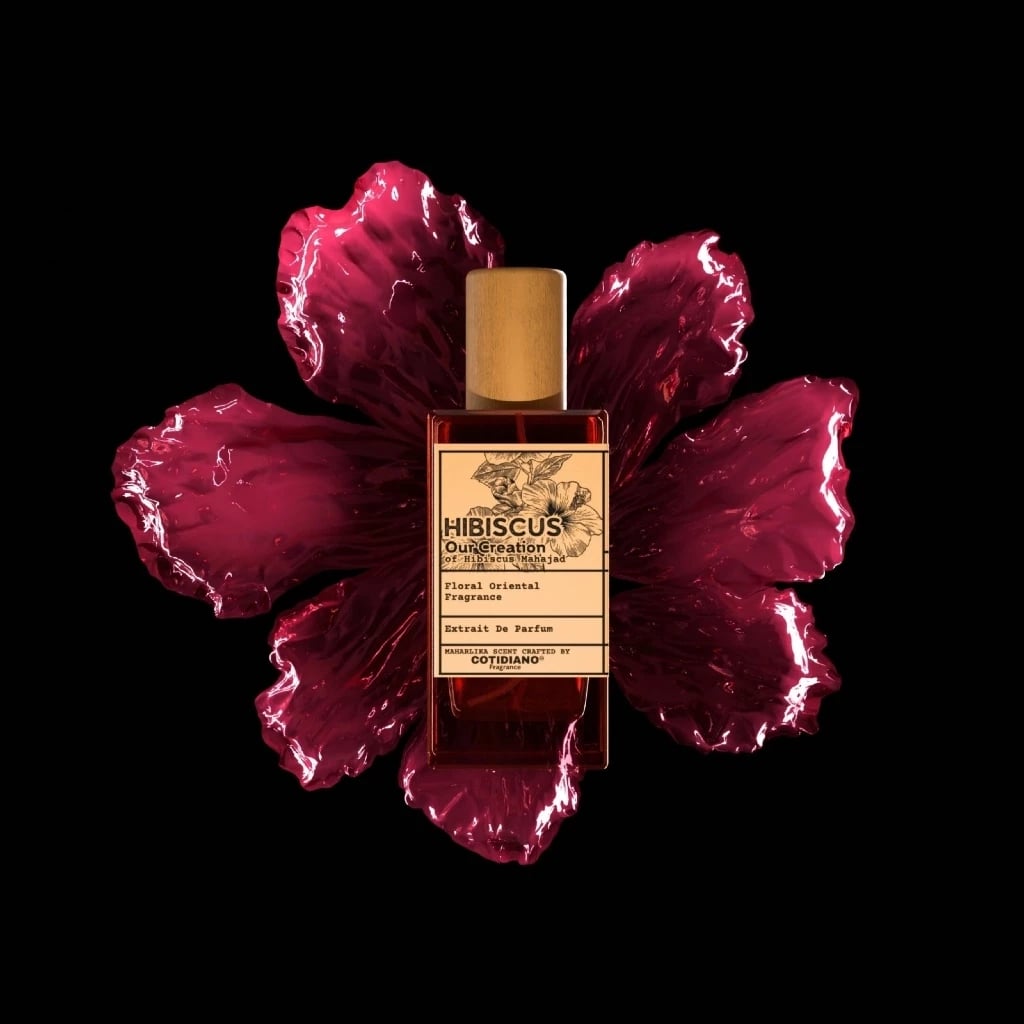 HIBISCUS
Our Creation
of Hibiscus Mahajad
Floral Oriental
Fragrance
Extrait De Parfum
MAHARLIKA SCENT CRAFTED BY
COTIDIANO®
Fragrance